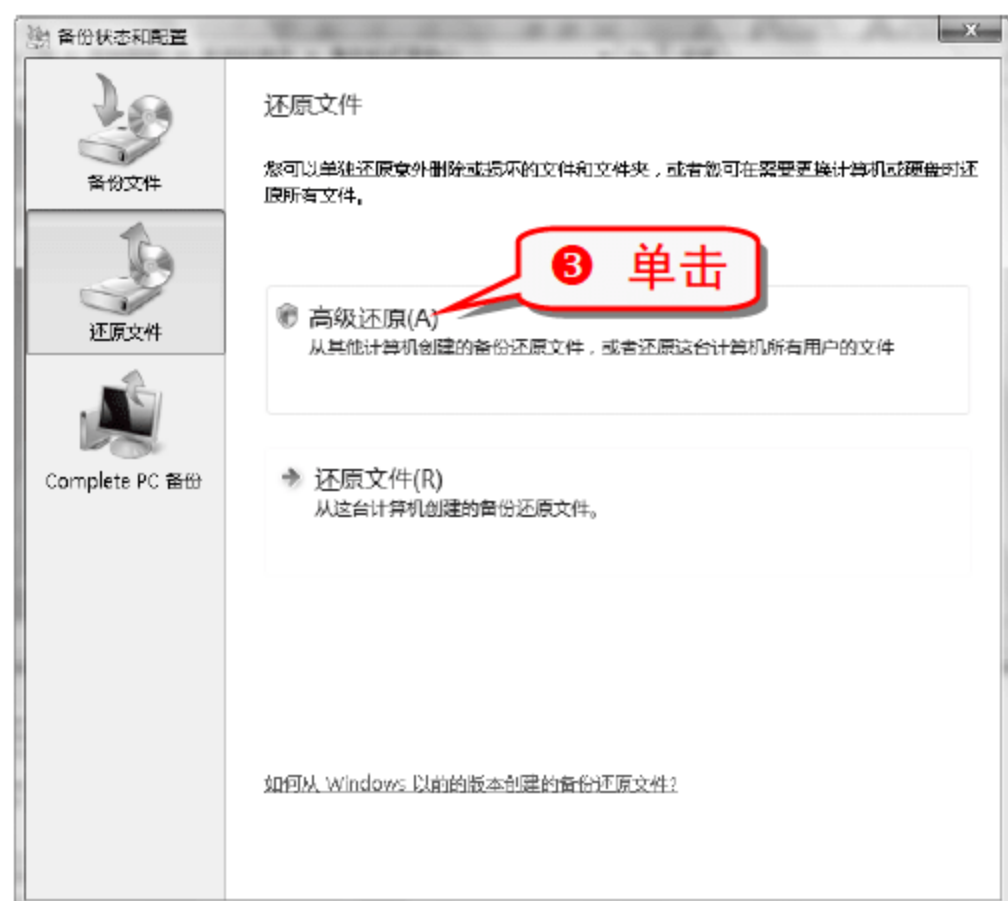 备份状态和配置
备份文件
还原文件
Complete PC 备份
还原文件
您可以单独还原意外删除或损坏的文件和文件夹，或者您可在需要更换计算机或硬盘时还
原所有文件。
❸ 单击
高级还原(A)
从其他计算机创建的备份还原文件，或者还原这台计算机所有用户的文件
还原文件(R)
从这台计算机创建的备份还原文件。
如何从 Windows 以前的版本创建的备份还原文件?